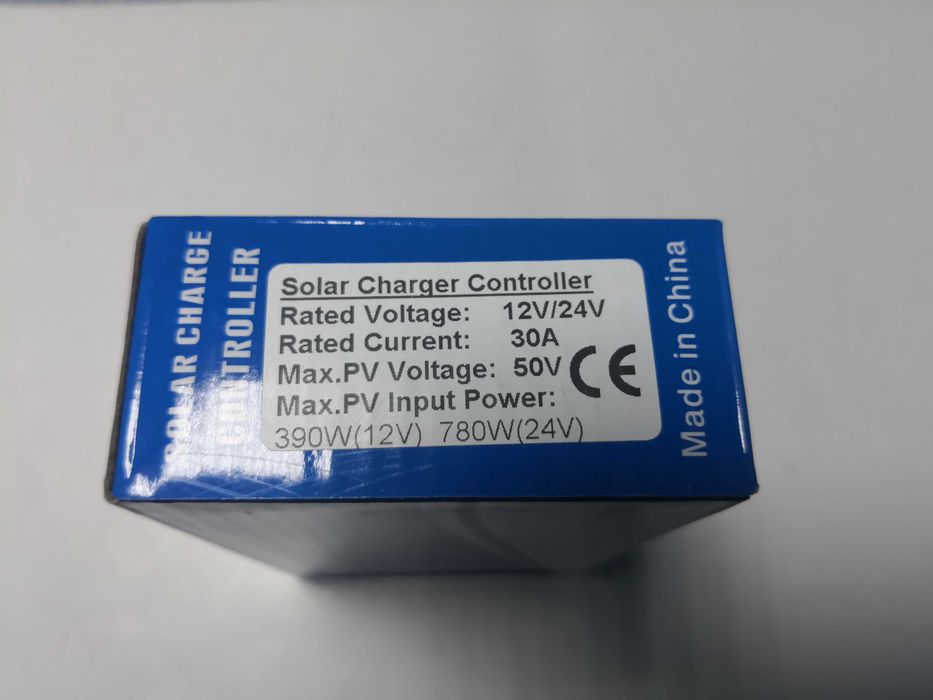 SOLAR CHARGE
CONTROLLER
Solar Charger Controller
Rated Voltage: 12V/24V
Rated Current: 30A
Max.PV Voltage: 50V
CE
Max.PV Input Power:
390W(12V) 780W(24V)
Made in China